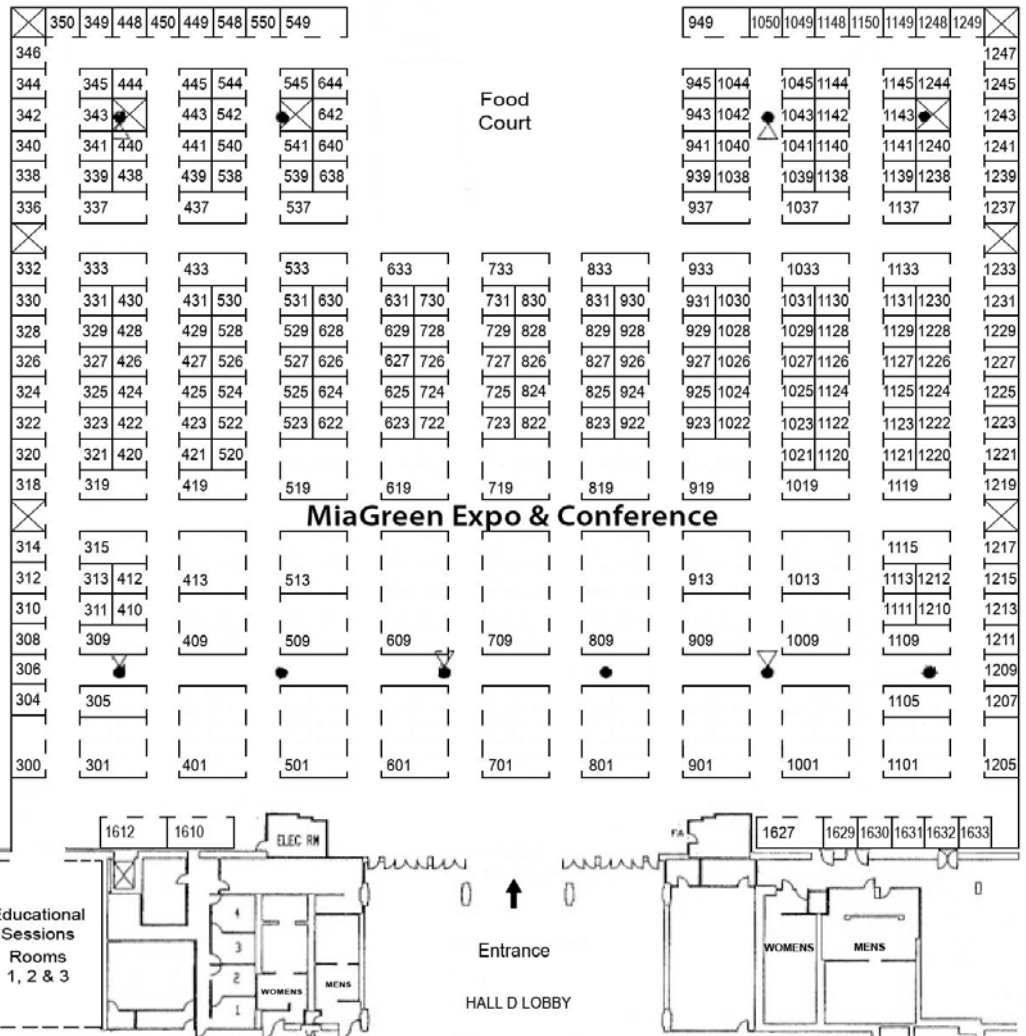 350 349 448 450 449 548 550 549 949 1050 1049 1148 1150 1149 1248 1249
346 1247
344 345 444 445 544 545 644 945 1044 1045 1144 1145 1244 1245
342 343 443 542 642 943 1042 1043 1142 1143 1243
Food
Court
340 341 440 441 540 541 640 941 1040 1041 1140 1141 1240 1241
338 339 438 439 538 539 638 939 1038 1039 1138 1139 1238 1239
336 337 437 537 937 1037 1137 1237
332 333 433 533 633 733 833 933 1033 1133 1233
330 331 430 431 530 531 630 631 730 731 830 831 930 931 1030 1031 1130 1131 1230 1231
328 329 428 429 528 529 628 629 728 729 828 829 928 929 1028 1029 1128 1129 1228 1229
326 327 426 427 526 527 626 627 726 727 826 827 926 927 1026 1027 1126 1127 1226 1227
324 325 424 425 524 525 624 625 724 725 824 825 924 925 1024 1025 1124 1125 1224 1225
322 323 422 423 522 523 622 623 722 723 822 823 922 923 1022 1023 1122 1123 1222 1223
320 321 420 421 520 1021 1120 1121 1220 1221
318 319 419 519 619 719 819 919 1019 1119 1219
MiaGreen Expo & Conference
314 315 1115 1217
312 313 412 413 513 913 1013 1113 1212 1215
310 311 410 1111 1210 1213
308 309 409 509 609 709 809 909 1009 1109 1211
306 1209
304 305 1105 1207
300 301 401 501 601 701 801 901 1001 1101 1205
1612 1610 ELEC RM FA 1627 1629 1630 1631 1632 1633
Educational
Sessions
Rooms
1, 2 & 3
4
3
2
1
WOMENS MENS
Entrance
HALL D LOBBY
WOMENS MENS